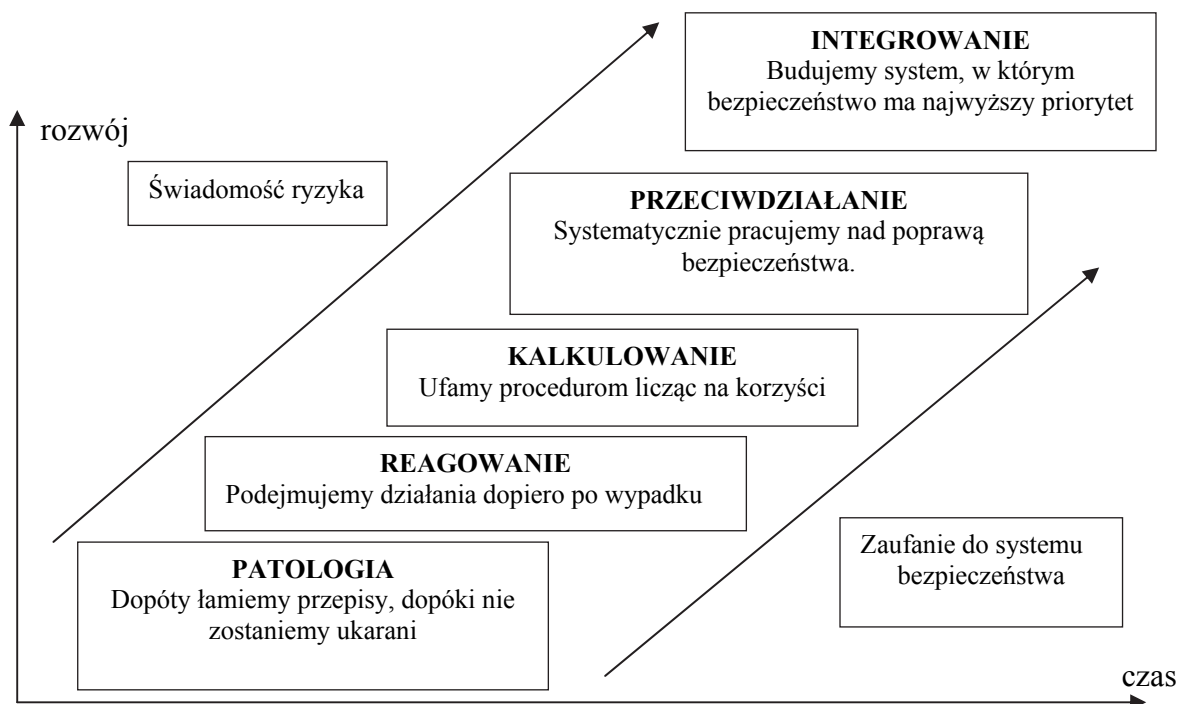 INTEGROWANIE
Budujemy system, w którym
bezpieczeństwo ma najwyższy priorytet
rozwój
Świadomość ryzyka
PRZECIWDZIAŁANIE
Systematycznie pracujemy nad poprawą
bezpieczeństwa.
KALKULOWANIE
Ufamy procedurom licząc na korzyści
REAGOWANIE
Podejmujemy działania dopiero po wypadku
Zaufanie do systemu
bezpieczeństwa
PATOLOGIA
Dopóty łamiemy przepisy, dopóki nie
zostaniemy ukarani
czas